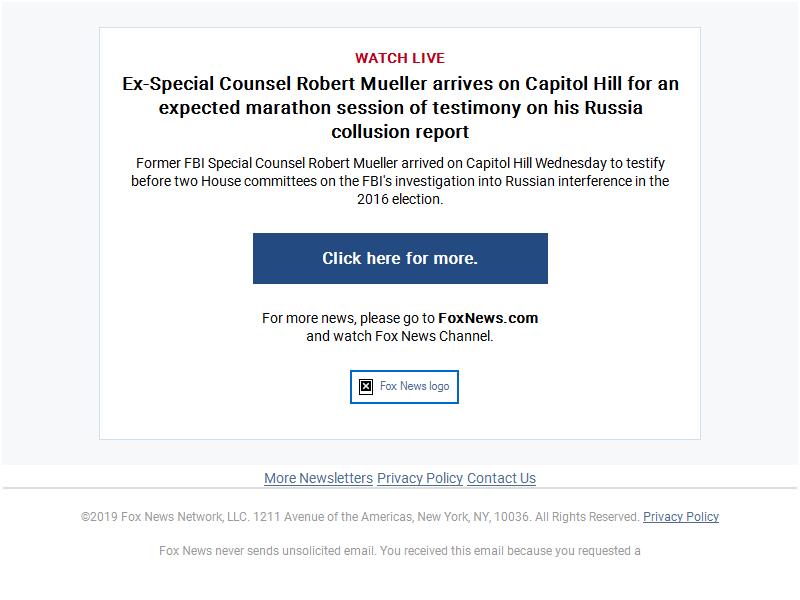 WATCH LIVE
Ex-Special Counsel Robert Mueller arrives on Capitol Hill for an
expected marathon session of testimony on his Russia
collusion report
Former FBI Special Counsel Robert Mueller arrived on Capitol Hill Wednesday to testify
before two House committees on the FBI's investigation into Russian interference in the
2016 election.
Click here for more.
For more news, please go to FoxNews.com
and watch Fox News Channel.
Fox News logo
More Newsletters Privacy Policy Contact Us
©2019 Fox News Network, LLC. 1211 Avenue of the Americas, New York, NY, 10036. All Rights Reserved. Privacy Policy
Fox News never sends unsolicited email. You received this email because you requested a